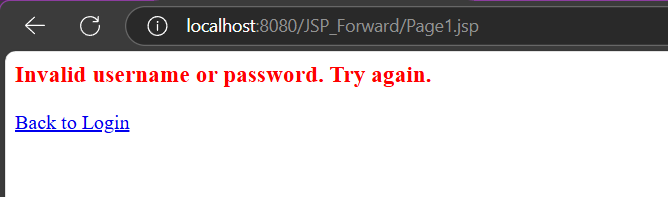 localhost:8080/JSP_Forward/Page1.jsp
Invalid username or password. Try again.
Back to Login